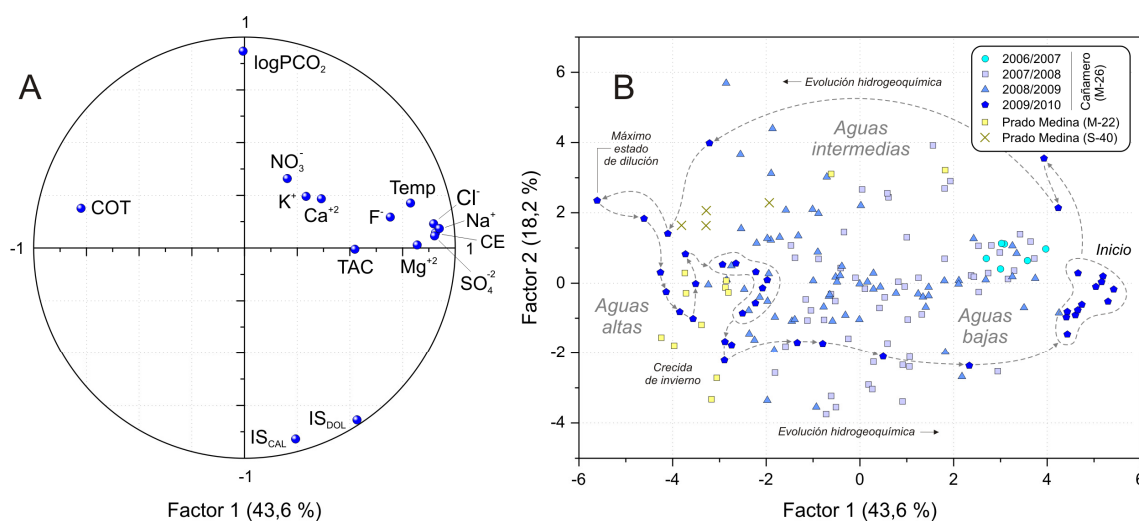 A
1
logPCO2
NO3-
K+
Ca+2
COT
Temp
F-
Cl-
Na+
CE
-1
1
TAC
Mg+2
SO4-2
ISDOL
ISCAL
-1
Factor 1 (43,6 %)
B
Factor 2 (18,2 %)
6
4
2
0
-2
-4
-6
-4
-2
0
2
4
6
Factor 1 (43,6 %)
Evolución hidrogeoquímica
2006/2007
2007/2008
2008/2009
2009/2010
Cañamero
(M-26)
Prado Medina (M-22)
Prado Medina (S-40)
Máximo
estado
de dilución
Aguas
intermedias
Inicio
Aguas
altas
Aguas
bajas
Crecida
de invierno
Evolución hidrogeoquímica